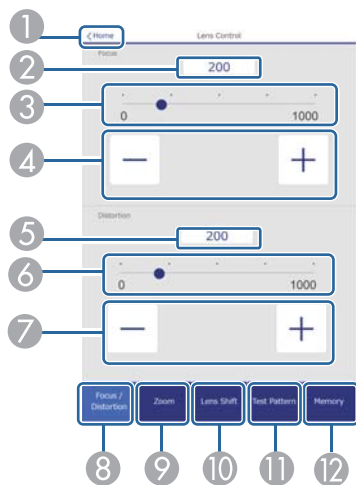 1
<Home Lens Control
Focus
2
200
3
0 1000
4
− +
Distortion
5
200
6
0 1000
7
− +
Focus / Distortion Zoom Lens Shift Test Pattern Memory
8 9 10 11 12